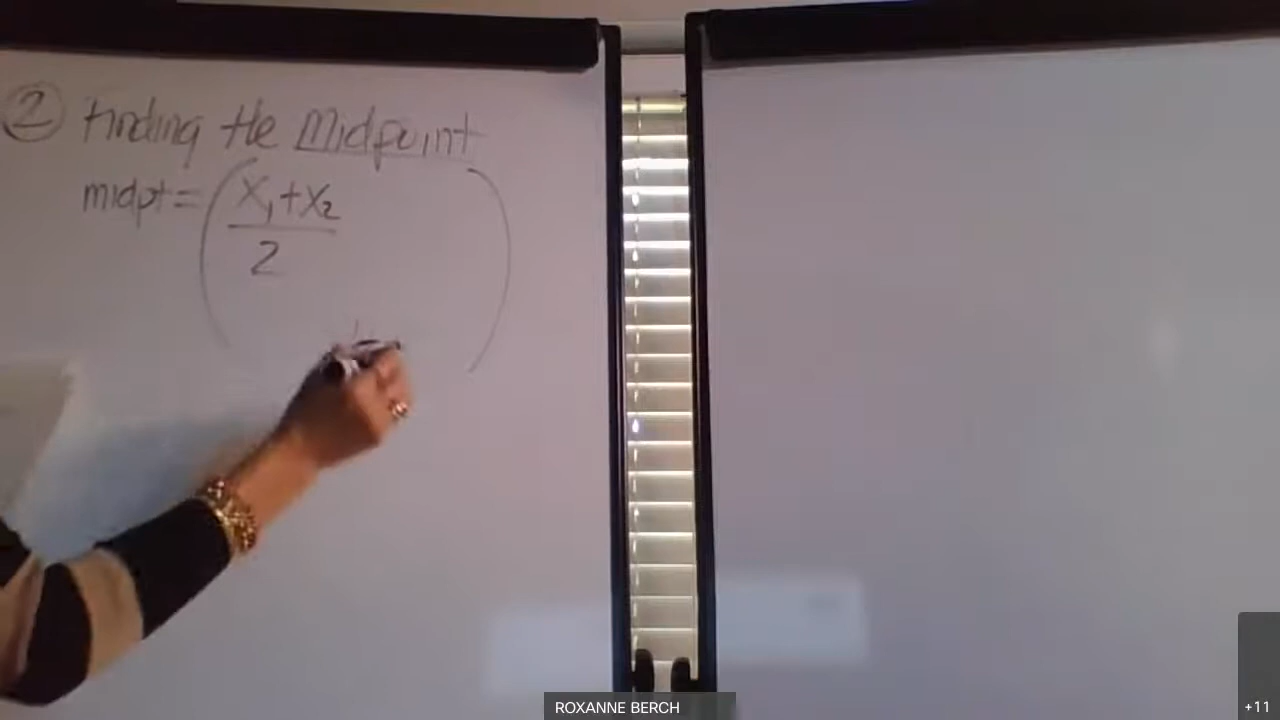 ② Finding the Midpoint
midpt = (x₁+x₂
2 )
ROXANNE BERCH
+11